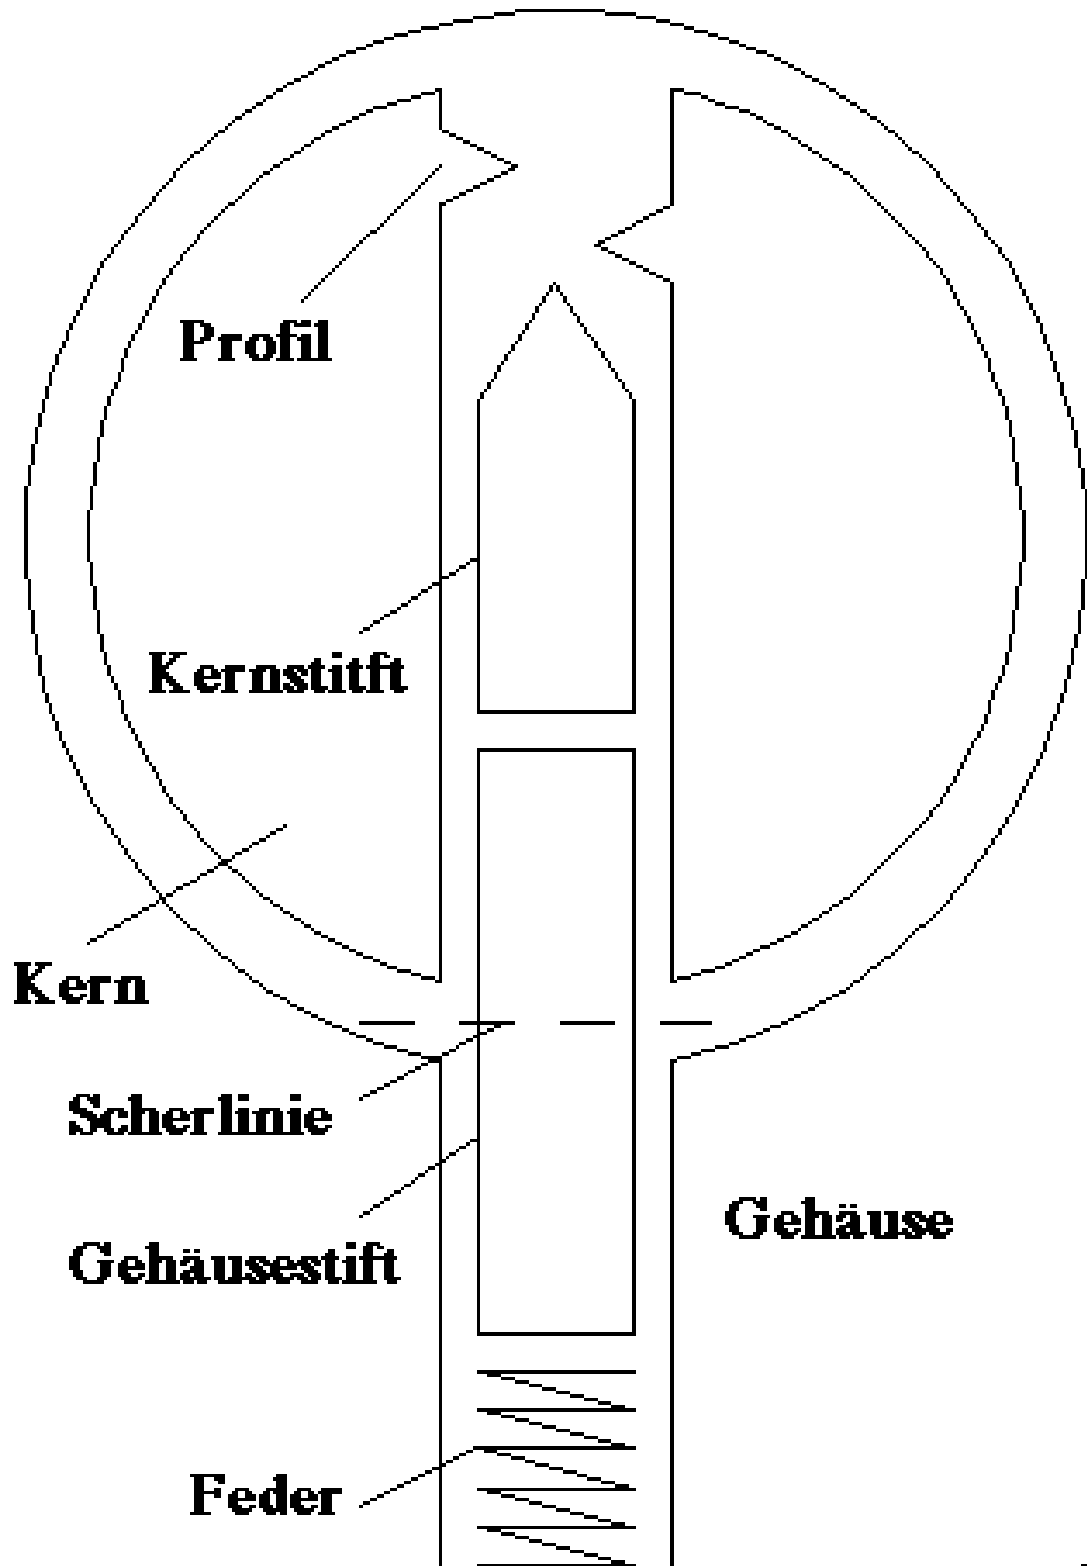 Profil
Kernstitft
Kern
Scherlinie
Gehäuse
Gehäusestift
Feder